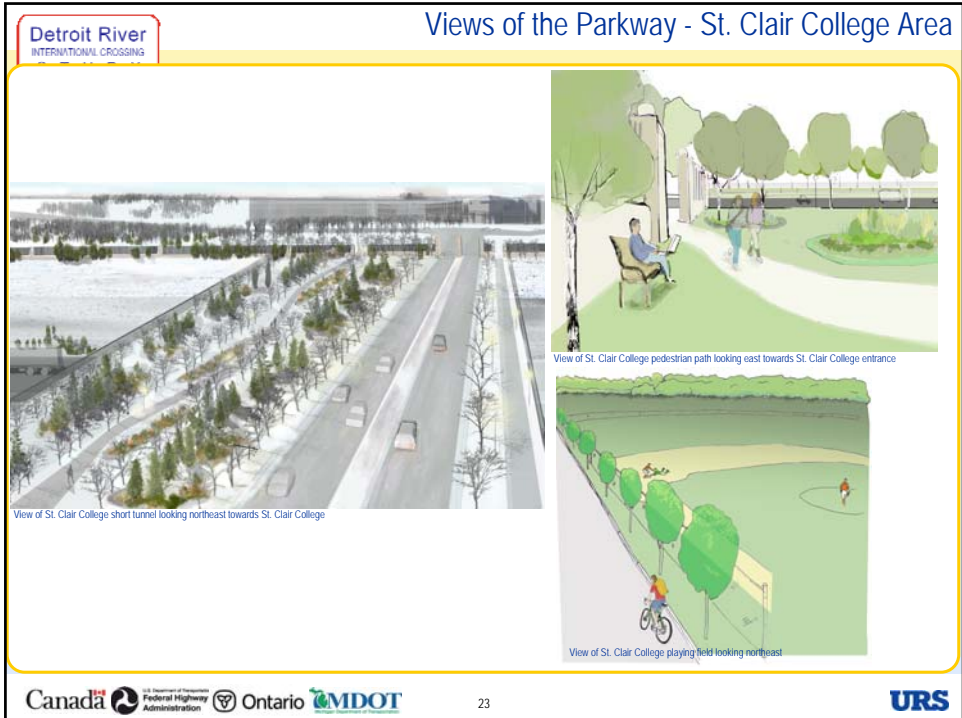 Views of the Parkway - St. Clair College Area
Detroit River
INTERNATIONAL CROSSING
View of St. Clair College short tunnel looking northeast towards St. Clair College
View of St. Clair College pedestrian path looking east towards St. Clair College entrance
View of St. Clair College playing field looking northeast
Canada
U.S. Department of Transportation
Federal Highway
Administration
Ontario
MDOT
Michigan Department of Transportation
23
URS